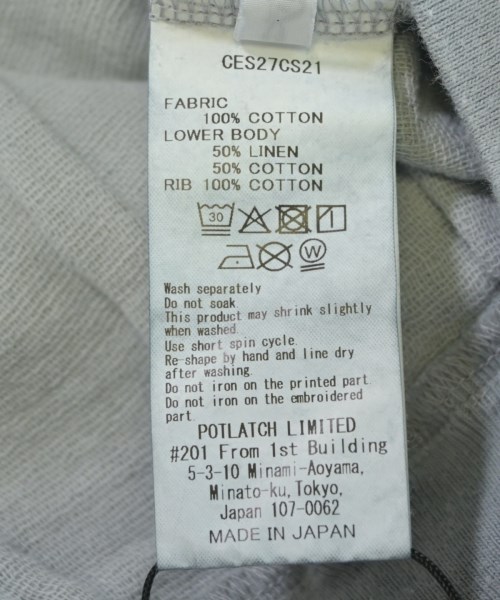 CES27CS21
FABRIC
100% COTTON
LOWER BODY
50% LINEN
50% COTTON
RIB 100% COTTON
30
W
Wash separately
Do not soak
This product may shrink slightly
when washed.
Use short spin cycle.
Re-shape by hand and line dry
after washing
Do not iron on the printed part
Do not iron on the embroidered
part
POTLATCH LIMITED
#201 From 1st Building
5-3-10 Minami-Aoyama,
Minato-ku, Tokyo,
Japan 107-0062
MADE IN JAPAN